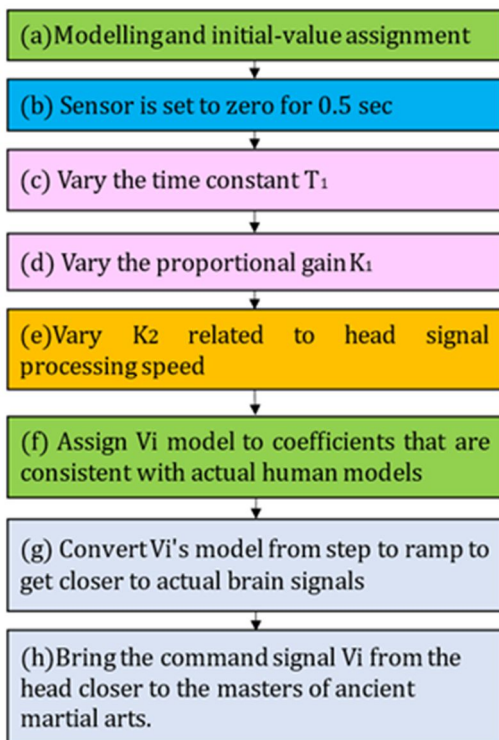 (a)Modelling and initial-value assignment
(b) Sensor is set to zero for 0.5 sec
(c) Vary the time constant T₁
(d) Vary the proportional gain K₁
(e)Vary K2 related to head signal
processing speed
(f) Assign Vi model to coefficients that are
consistent with actual human models
(g) Convert Vi's model from step to ramp to
get closer to actual brain signals
(h)Bring the command signal Vi from the
head closer to the masters of ancient
martial arts.